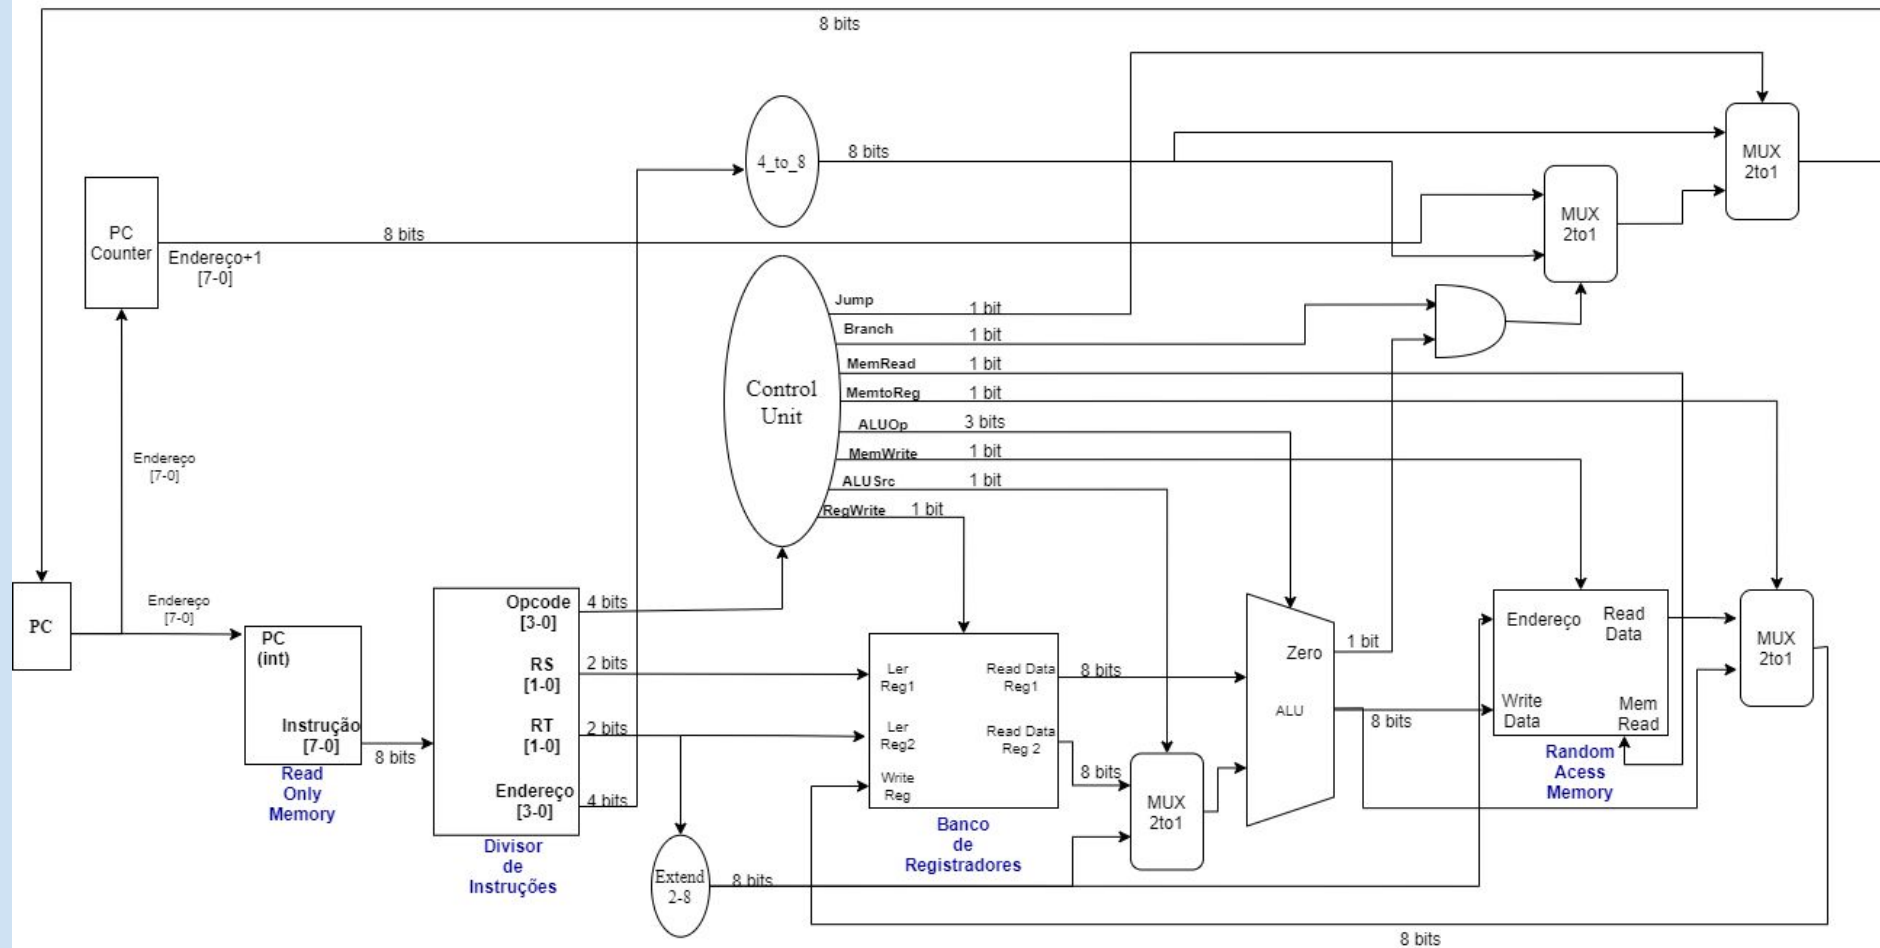 8 bits
4_to_8
8 bits
MUX
2to1
MUX
2to1
PC
Counter
8 bits
Endereço+1
[7-0]
Control
Unit
Jump
1 bit
Branch
1 bit
MemRead
1 bit
MemtoReg
1 bit
ALUOp
3 bits
MemWrite
1 bit
ALUSrc
1 bit
RegWrite
1 bit
Endereço
[7-0]
PC
Endereço
[7-0]
PC
(int)
Instrução
[7-0]
Read
Only
Memory
8 bits
Opcode
[3-0]
4 bits
RS
[1-0]
2 bits
RT
[1-0]
2 bits
Endereço
[3-0]
4 bits
Divisor
de
Instruções
Extend
2-8
8 bits
Ler
Reg1
Read Data
Reg1
8 bits
Ler
Reg2
Read Data
Reg 2
8 bits
Write
Reg
Banco
de
Registradores
MUX
2to1
Zero
1 bit
ALU
8 bits
Endereço
Read
Data
Write
Data
Mem
Read
Random
Acess
Memory
MUX
2to1
8 bits